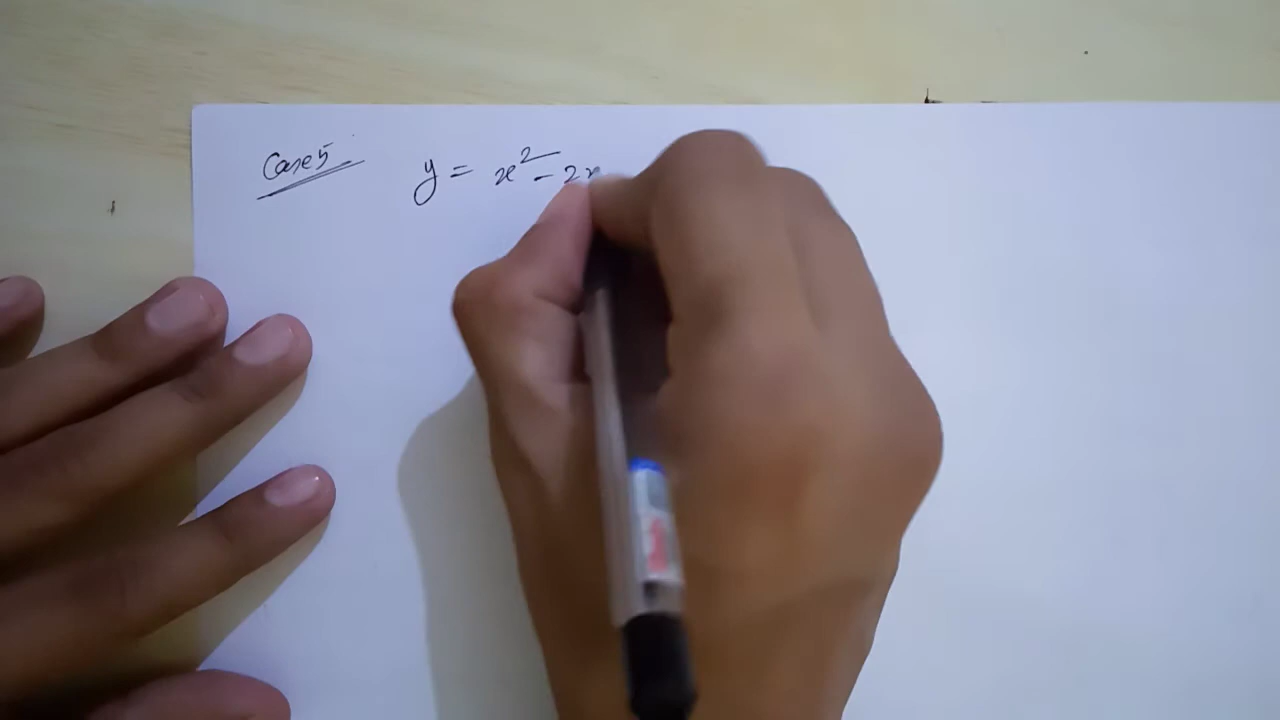 Case 5 y = x² - 2x